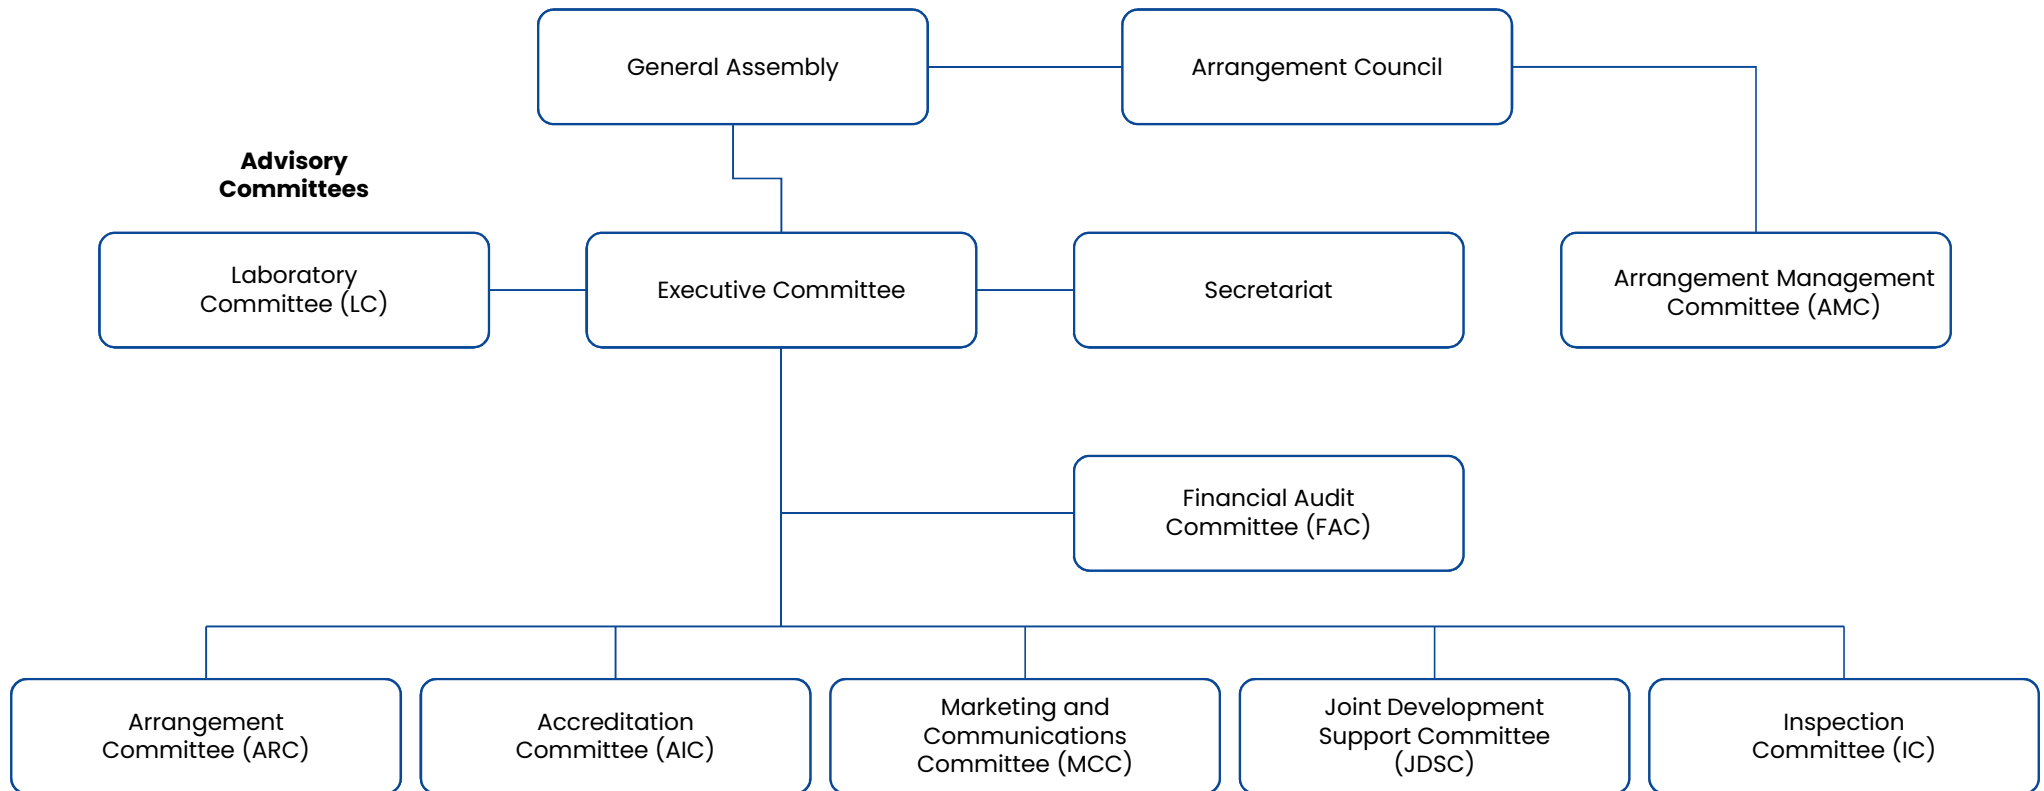 General Assembly
Arrangement Council
Advisory
Committees
Laboratory
Committee (LC)
Executive Committee
Secretariat
Arrangement Management
Committee (AMC)
Financial Audit
Committee (FAC)
Arrangement
Committee (ARC)
Accreditation
Committee (AIC)
Marketing and
Communications
Committee (MCC)
Joint Development
Support Committee
(JDSC)
Inspection
Committee (IC)